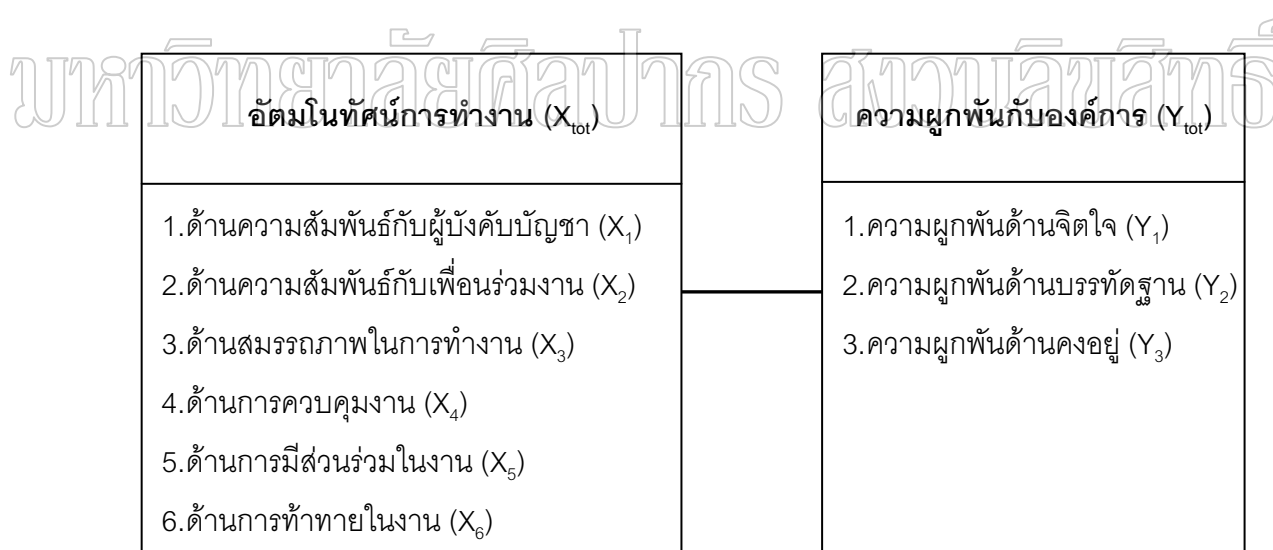 มหาวิทยาลัยศิลปากร สงวนลิขสิทธิ์
อัตมโนทัศน์การทำงาน (Xtot)
1.ด้านความสัมพันธ์กับผู้บังคับบัญชา (X1)
2.ด้านความสัมพันธ์กับเพื่อนร่วมงาน (X2)
3.ด้านสมรรถภาพในการทำงาน (X3)
4.ด้านการควบคุมงาน (X4)
5.ด้านการมีส่วนร่วมในงาน (X5)
6.ด้านการท้าทายในงาน (X6)
ความผูกพันกับองค์การ (Ytot)
1.ความผูกพันด้านจิตใจ (Y1)
2.ความผูกพันด้านบรรทัดฐาน (Y2)
3.ความผูกพันด้านคงอยู่ (Y3)